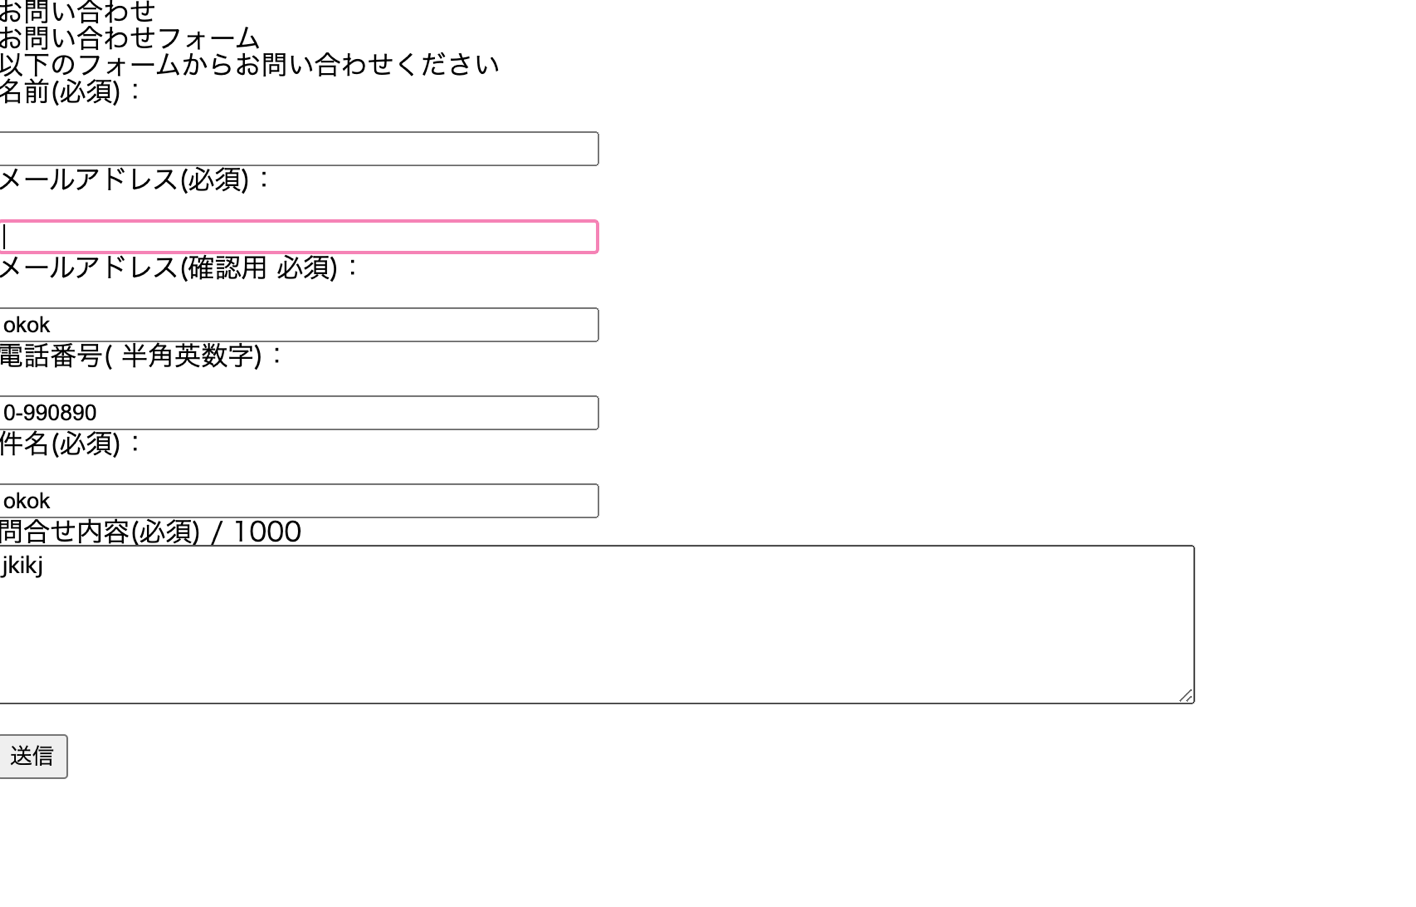 お問い合わせ
お問い合わせフォーム
以下のフォームからお問い合わせください
名前(必須)：
メールアドレス(必須)：
メールアドレス(確認用 必須)：
okok
電話番号( 半角英数字)：
0-990890
件名(必須)：
okok
問合せ内容(必須) / 1000
jkikj
送信